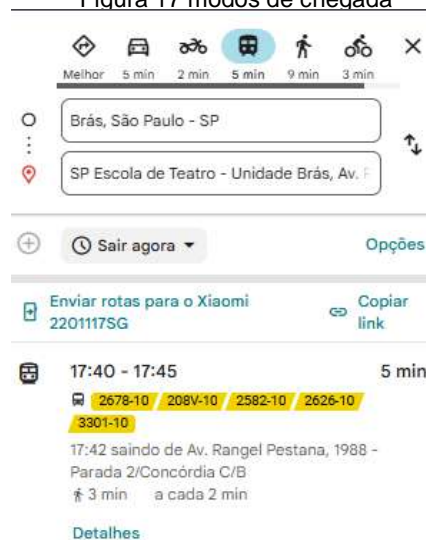 Figura 17 modos de chegada
Melhor 5 min 2 min 5 min 9 min 3 min
Brás, São Paulo - SP
SP Escola de Teatro - Unidade Brás, Av. F
Sair agora
Opções
Enviar rotas para o Xiaomi
2201117SG
Copiar
link
17:40 - 17:45 5 min
2678-10 208V-10 2582-10 2626-10
3301-10
17:42 saindo de Av. Rangel Pestana, 1988 -
Parada 2/Concórdia C/B
3 min a cada 2 min
Detalhes